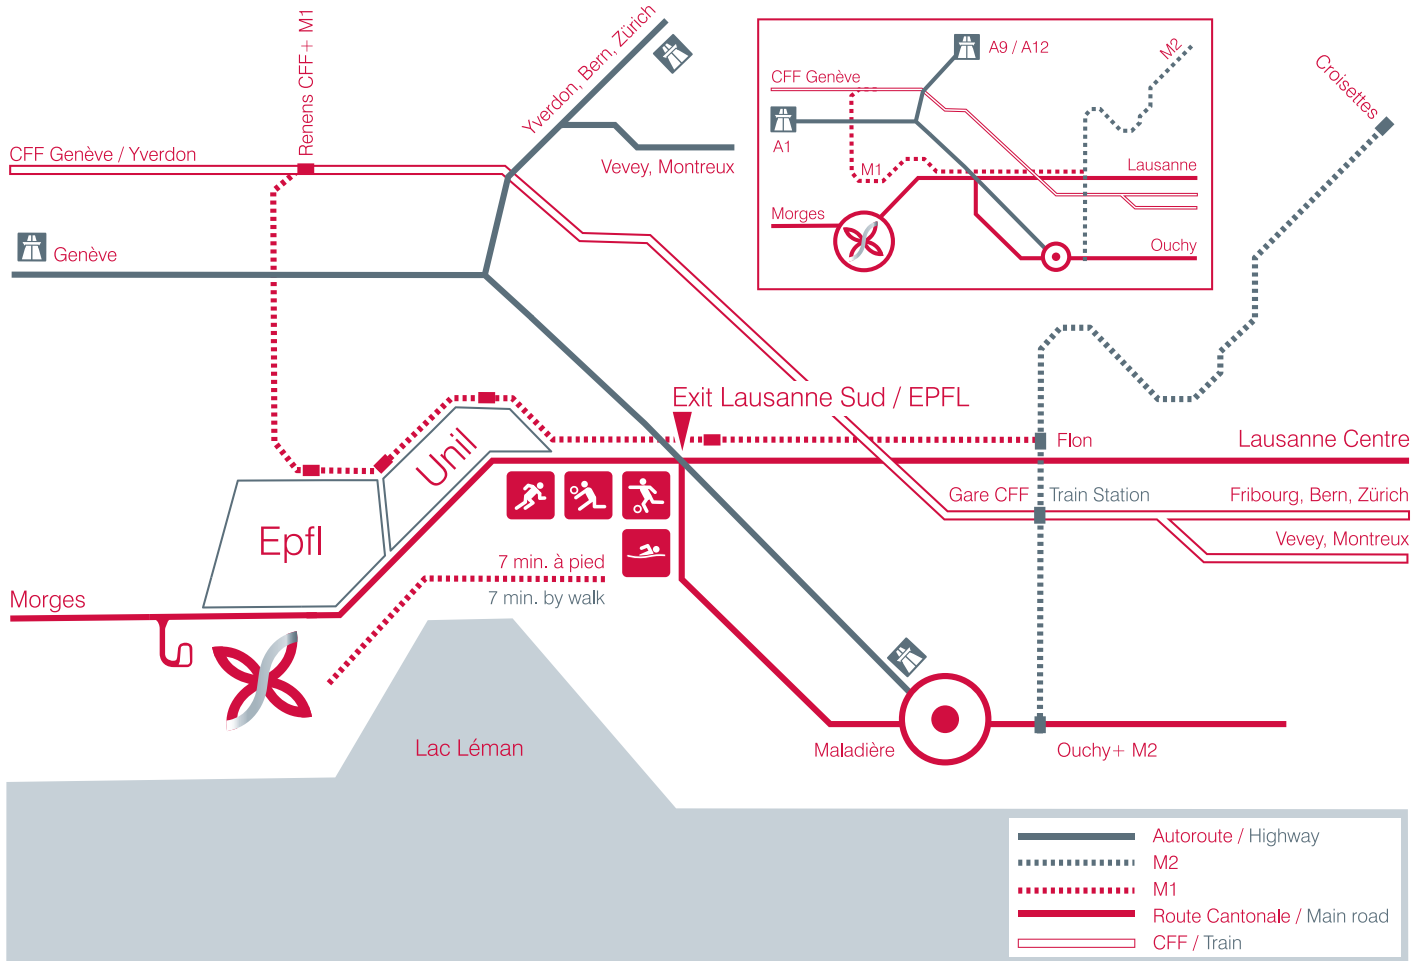 Renens CFF+ M1
Yverdon, Bern, Zürich
CFF Genève / Yverdon
Vevey, Montreux
Genève
A9 / A12
M2
CFF Genève
A1
M1
Lausanne
Morges
Ouchy
Croisettes
Exit Lausanne Sud / EPFL
Flon
Lausanne Centre
Unil
Gare CFF
Train Station
Fribourg, Bern, Zürich
Vevey, Montreux
Epfl
7 min. à pied
7 min. by walk
Morges
Lac Léman
Maladière
Ouchy+ M2
Autoroute / Highway
M2
M1
Route Cantonale / Main road
CFF / Train